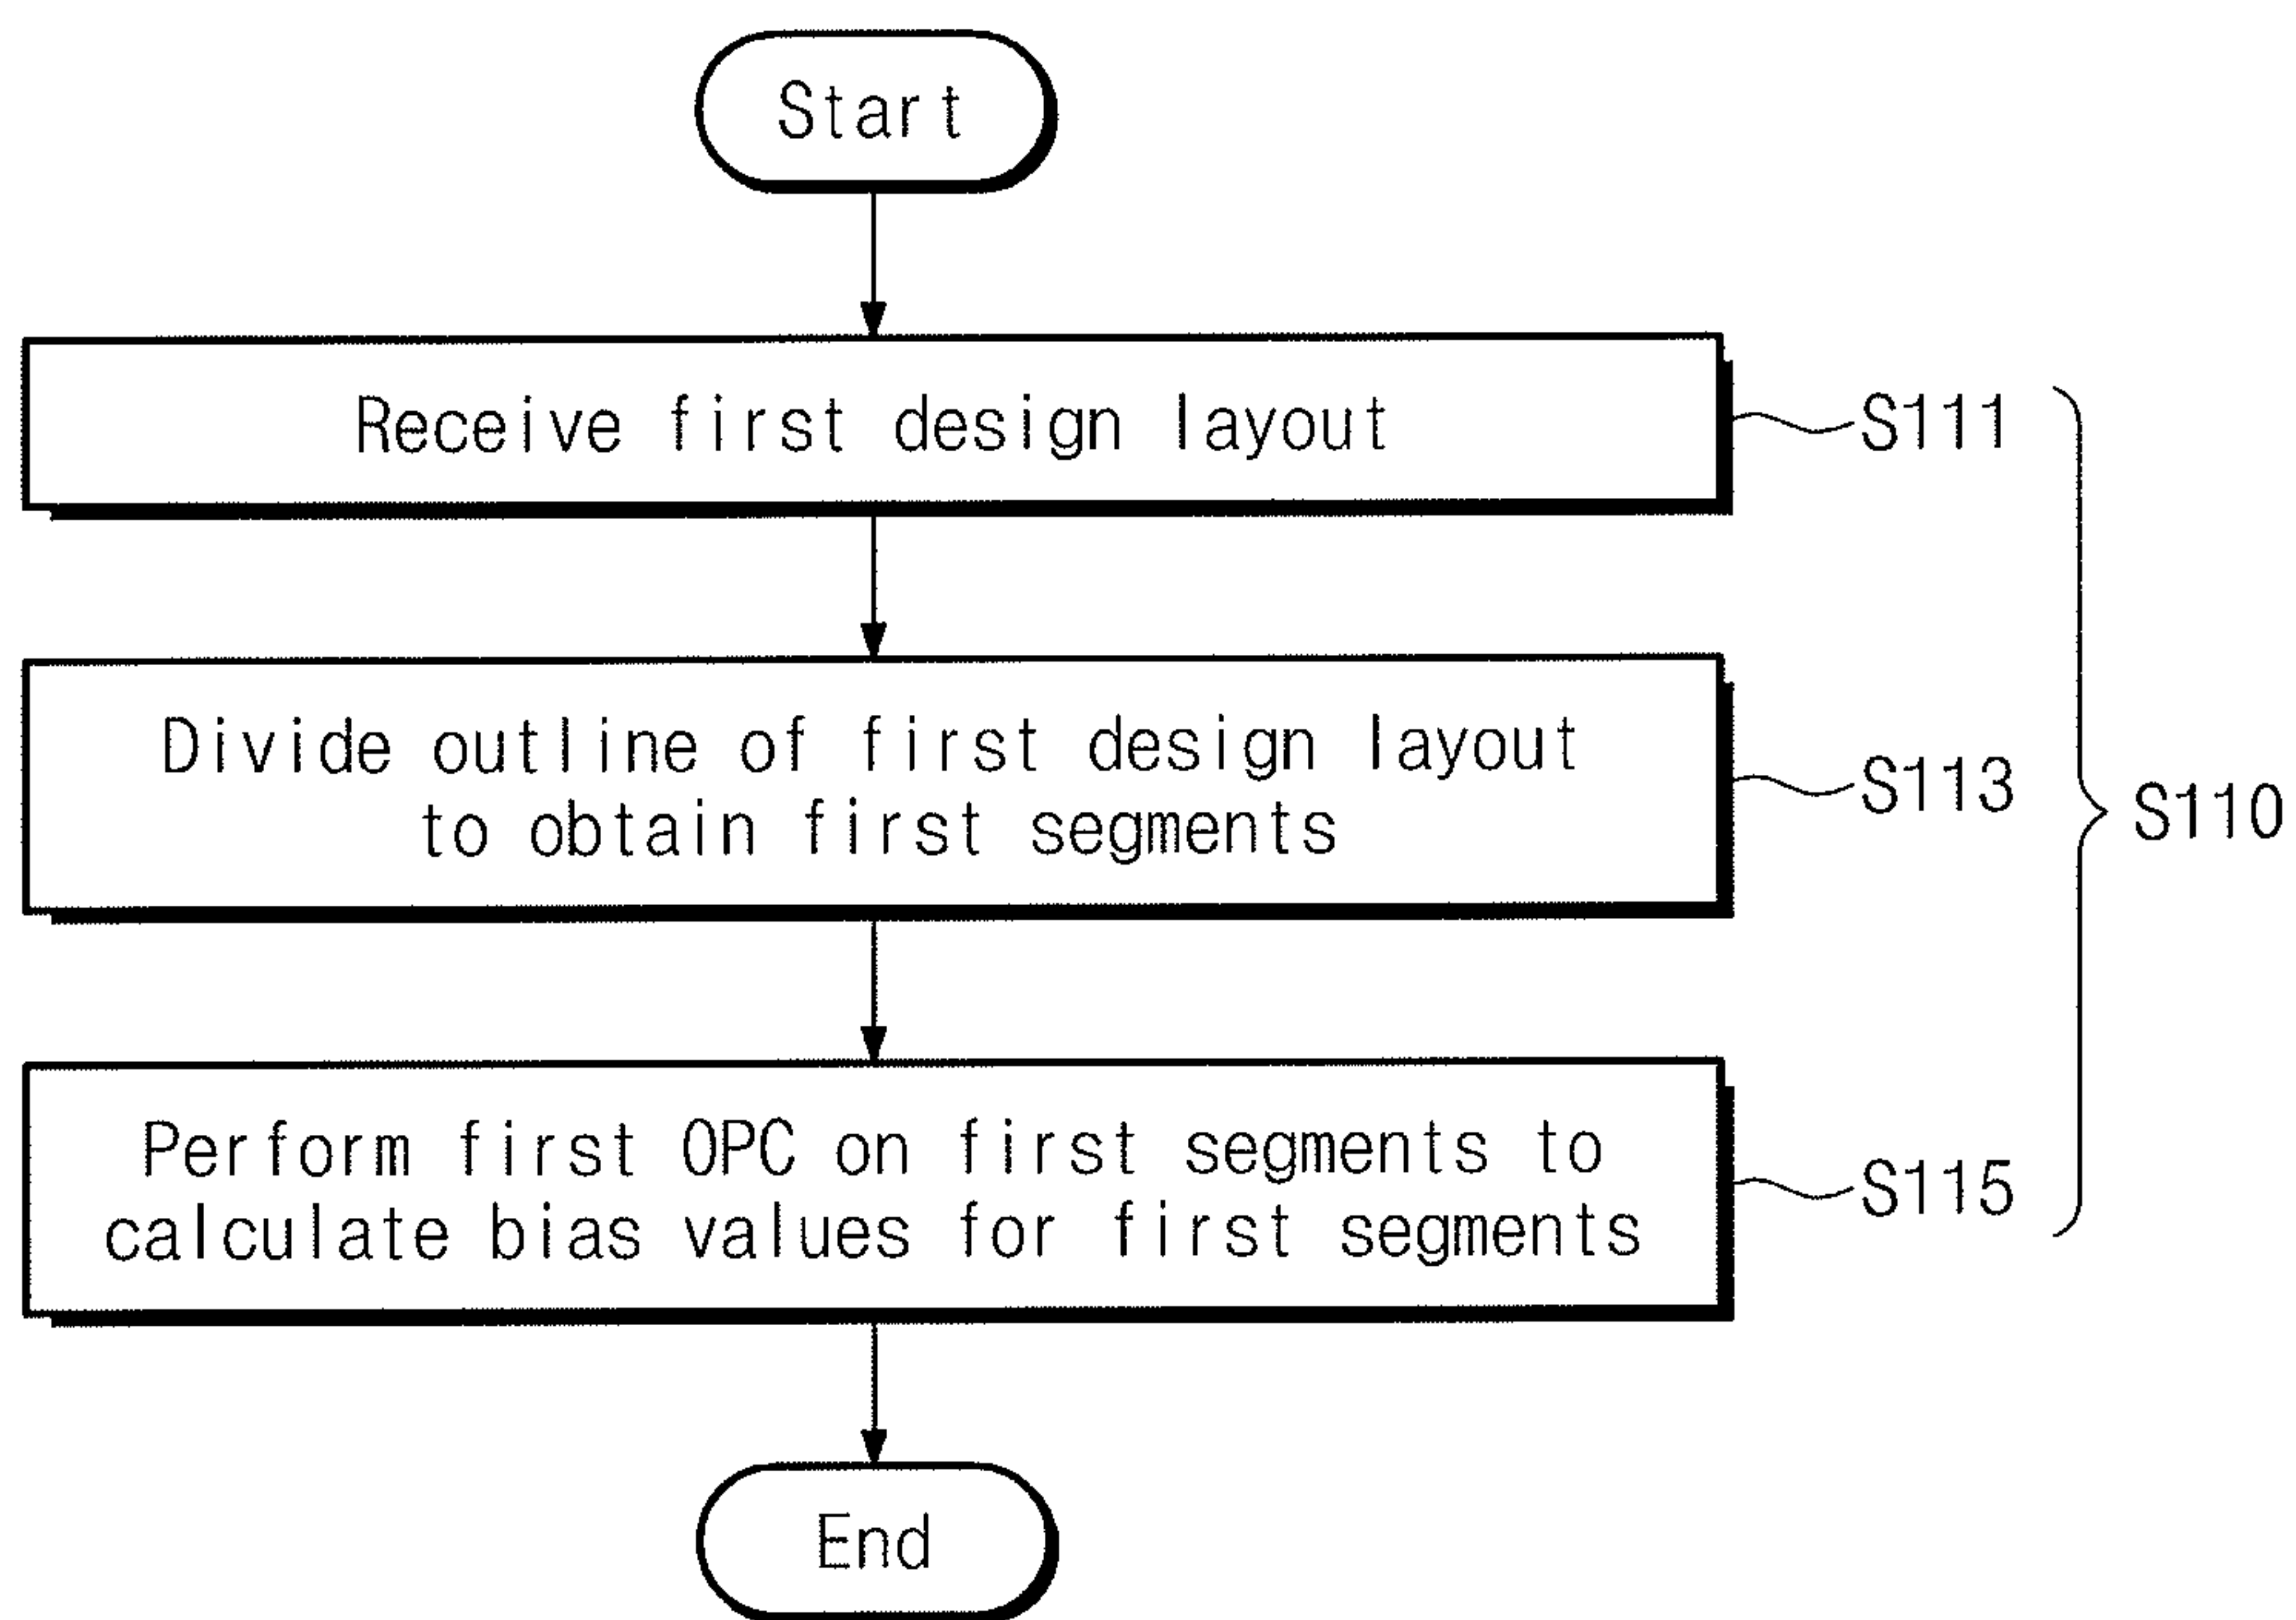 Start
Receive first design layout
S111
Divide outline of first design layout
to obtain first segments
S113
S110
Perform first OPC on first segments to
calculate bias values for first segments
S115
End